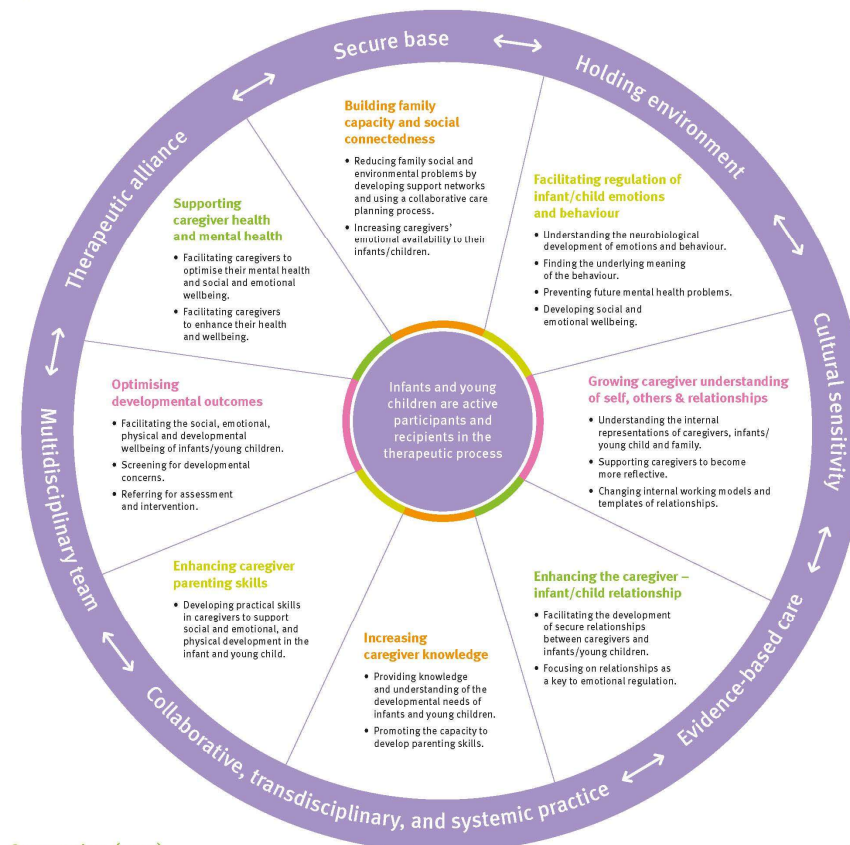 Secure base
Holding environment
Cultural sensitivity
Evidence-based care
Collaborative, transdisciplinary, and systemic practice
Multidisciplinary team
Therapeutic alliance
Building family
capacity and social
connectedness
• Reducing family social and
environmental problems by
developing support networks
and using a collaborative care
planning process.
• Increasing caregivers’
emotional availability to their
infants/children.
Facilitating regulation of
infant/child emotions
and behaviour
• Understanding the neurobiological
development of emotions and behaviour.
• Finding the underlying meaning
of the behaviour.
• Preventing future mental health problems.
• Developing social and
emotional wellbeing.
Growing caregiver understanding
of self, others & relationships
• Understanding the internal
representations of caregivers, infants/
young child and family.
• Supporting caregivers to become
more reflective.
• Changing internal working models and
templates of relationships.
Enhancing the caregiver –
infant/child relationship
• Facilitating the development
of secure relationships
between caregivers and
infants/young children.
• Focusing on relationships as
a key to emotional regulation.
Increasing
caregiver knowledge
• Providing knowledge
and understanding of the
developmental needs of
infants and young children.
• Promoting the capacity to
develop parenting skills.
Enhancing caregiver
parenting skills
• Developing practical skills
in caregivers to support
social and emotional, and
physical development in the
infant and young child.
Optimising
developmental outcomes
• Facilitating the social, emotional,
physical and developmental
wellbeing of infants/young children.
• Screening for developmental
concerns.
• Referring for assessment
and intervention.
Supporting
caregiver health
and mental health
• Facilitating caregivers to
optimise their mental health
and social and emotional
wellbeing.
• Facilitating caregivers
to enhance their health
and wellbeing.
Infants and young
children are active
participants and
recipients in the
therapeutic process